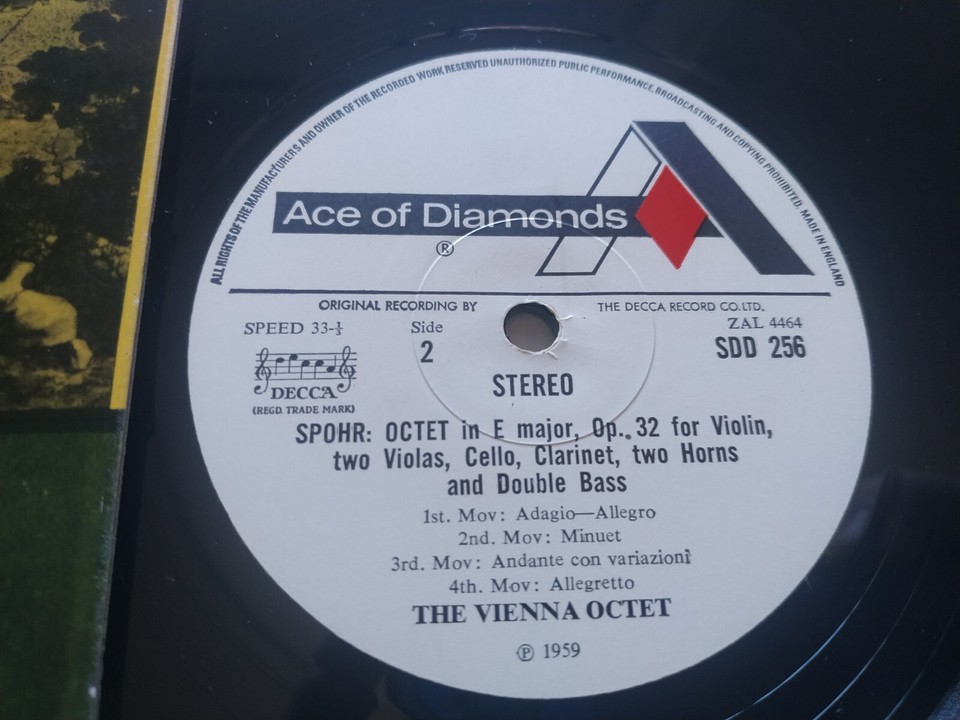 ALL RIGHTS OF THE MANUFACTURERS AND OWNER OF THE RECORDED WORK RESERVED UNAUTHORIZED PUBLIC PERFORMANCE, BROADCASTING AND COPYING PROHIBITED. MADE IN ENGLAND
Ace of Diamonds
®
ORIGINAL RECORDING BY THE DECCA RECORD CO. LTD.
SPEED 33-⅓ Side ZAL 4464
2 SDD 256
DECCA
(REGD. TRADE MARK)
STEREO
SPOHR: OCTET in E major, Op. 32 for Violin,
two Violas, Cello, Clarinet, two Horns
and Double Bass
1st. Mov: Adagio—Allegro
2nd. Mov: Minuet
3rd. Mov: Andante con variazioni
4th. Mov: Allegretto
THE VIENNA OCTET
℗ 1959